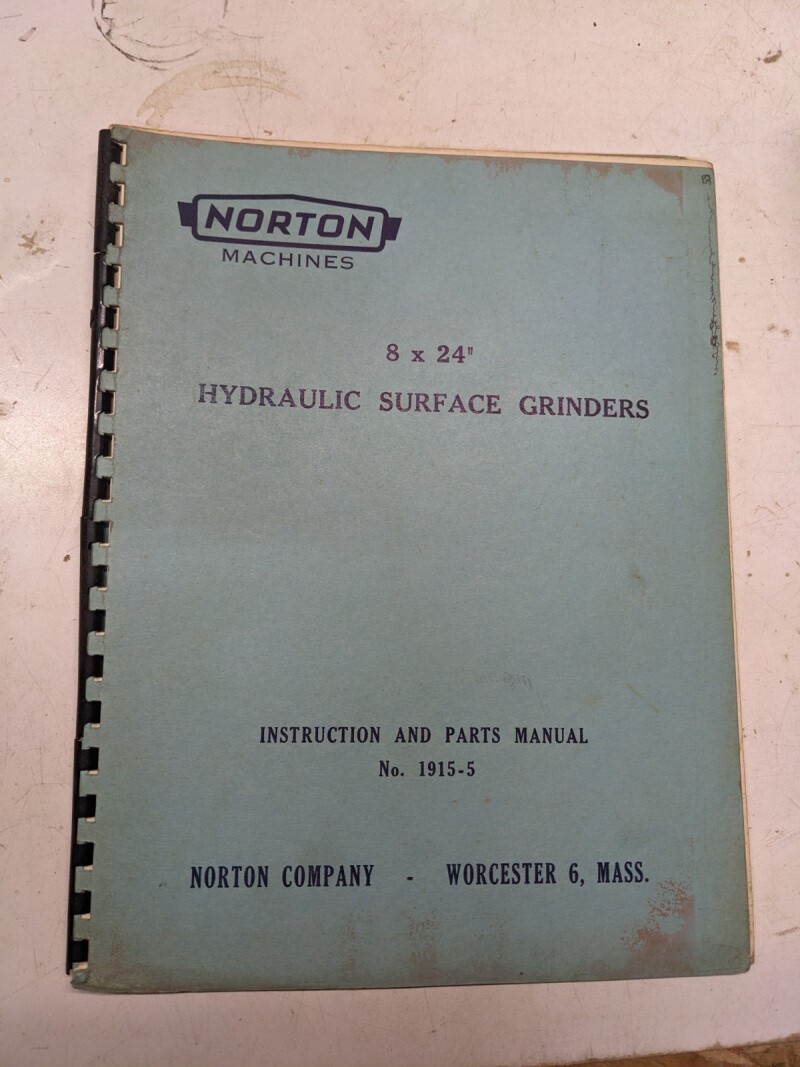 NORTON
MACHINES
8 x 24"
HYDRAULIC SURFACE GRINDERS
INSTRUCTION AND PARTS MANUAL
No. 1915-5
NORTON COMPANY - WORCESTER 6, MASS.